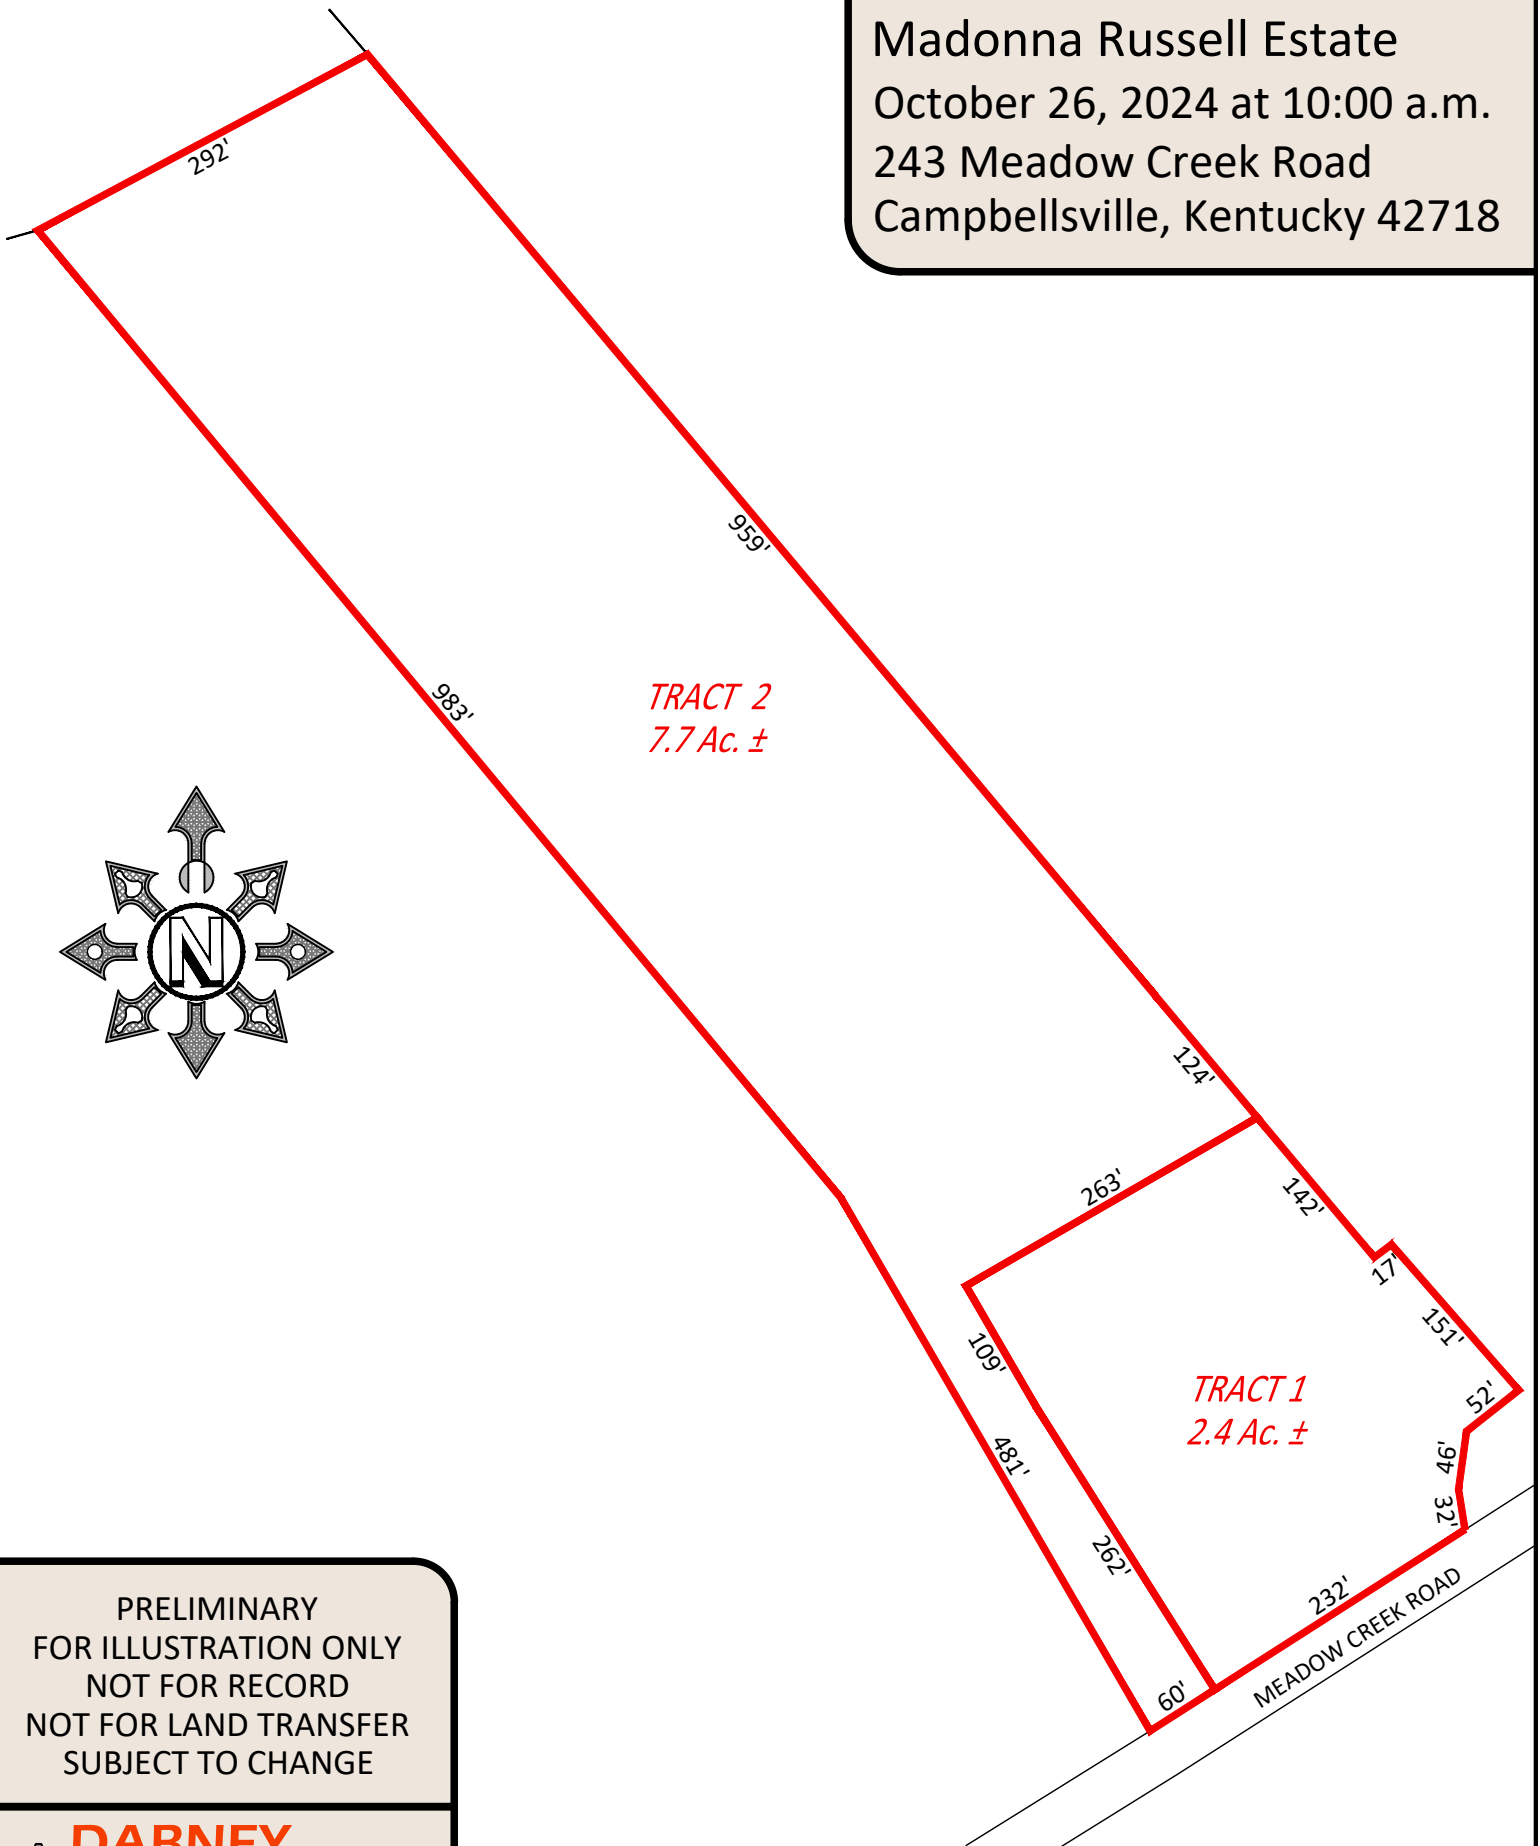 Madonna Russell Estate
October 26, 2024 at 10:00 a.m.
243 Meadow Creek Road
Campbellsville, Kentucky 42718
292'
959'
983'
TRACT 2
7.7 Ac. ±
N
124'
263'
142'
17'
151'
109'
TRACT 1
2.4 Ac. ±
52'
46'
481'
32'
262'
232'
MEADOW CREEK ROAD
60'
PRELIMINARY
FOR ILLUSTRATION ONLY
NOT FOR RECORD
NOT FOR LAND TRANSFER
SUBJECT TO CHANGE
DABNEY